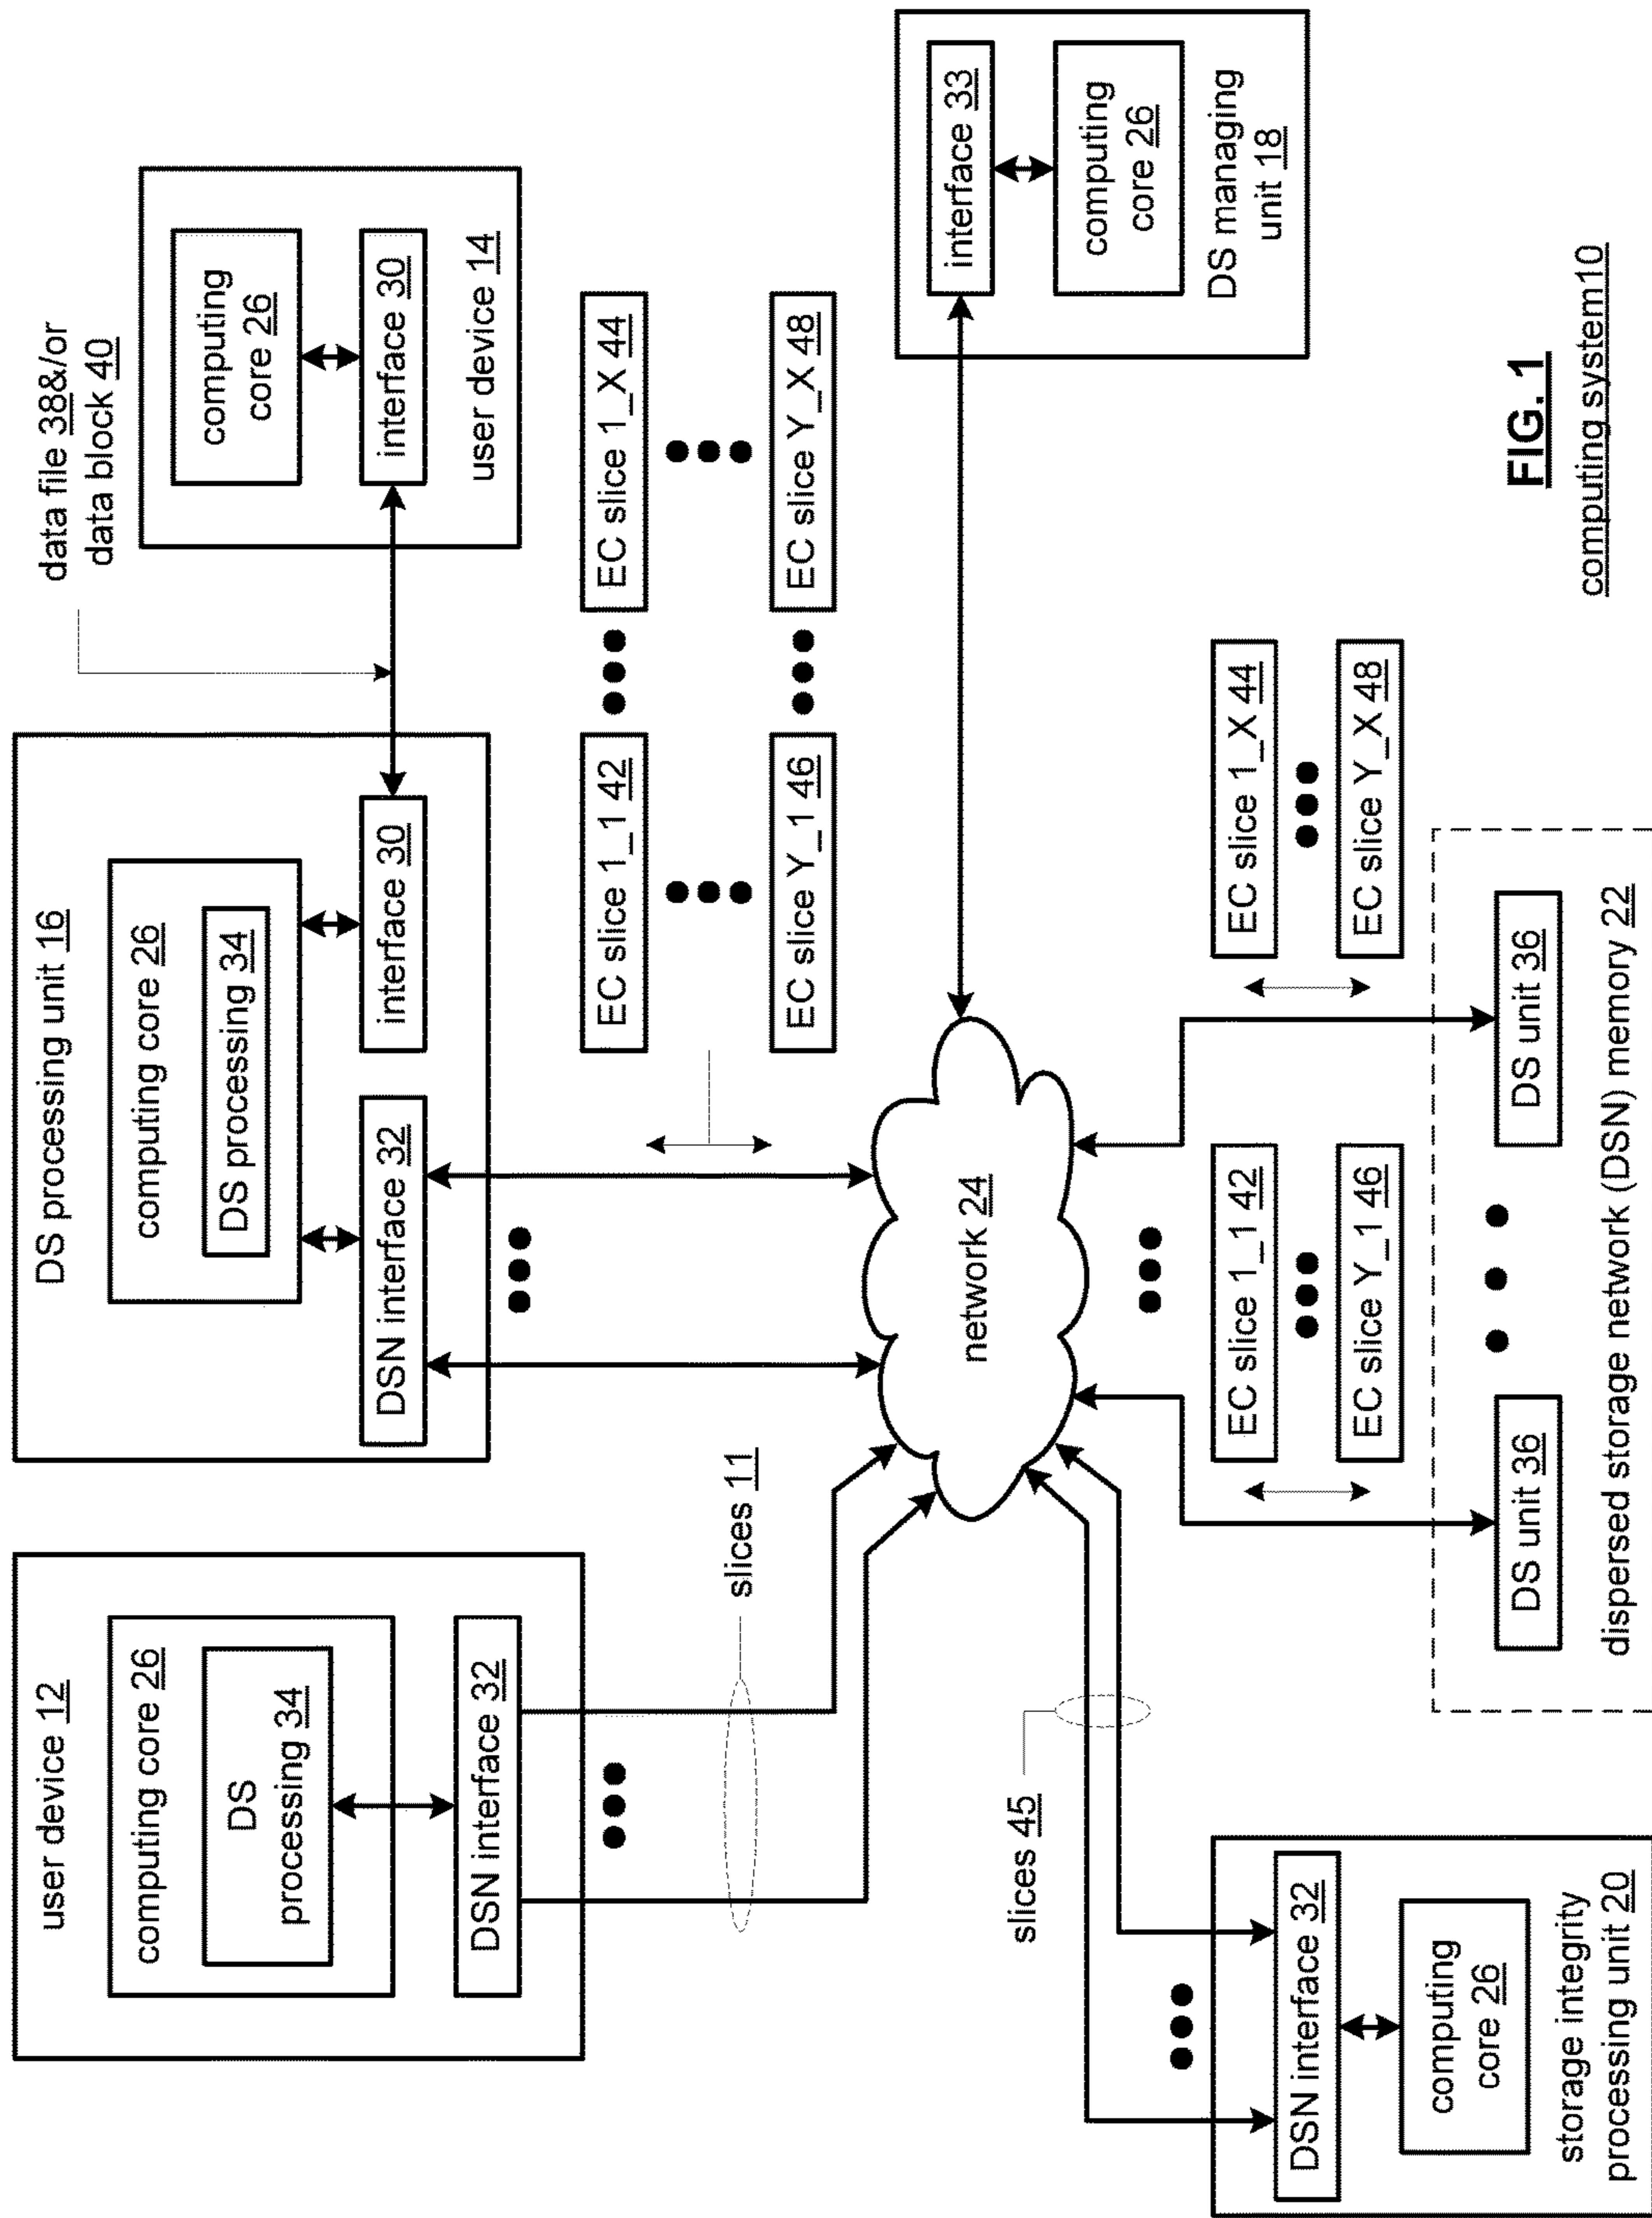 user device 12
computing core 26
DS
processing 34
DSN interface 32
slices 11
DS processing unit 16
computing core 26
DS processing 34
DSN interface 32
interface 30
data file 38&/or
data block 40
computing
core 26
interface 30
user device 14
EC slice 1_1 42
EC slice 1_X 44
EC slice Y_1 46
EC slice Y_X 48
network 24
interface 33
computing
core 26
DS managing
unit 18
slices 45
DSN interface 32
computing
core 26
storage integrity
processing unit 20
EC slice 1_1 42
EC slice Y_1 46
EC slice 1_X 44
EC slice Y_X 48
DS unit 36
DS unit 36
dispersed storage network (DSN) memory 22
FIG. 1
computing system10